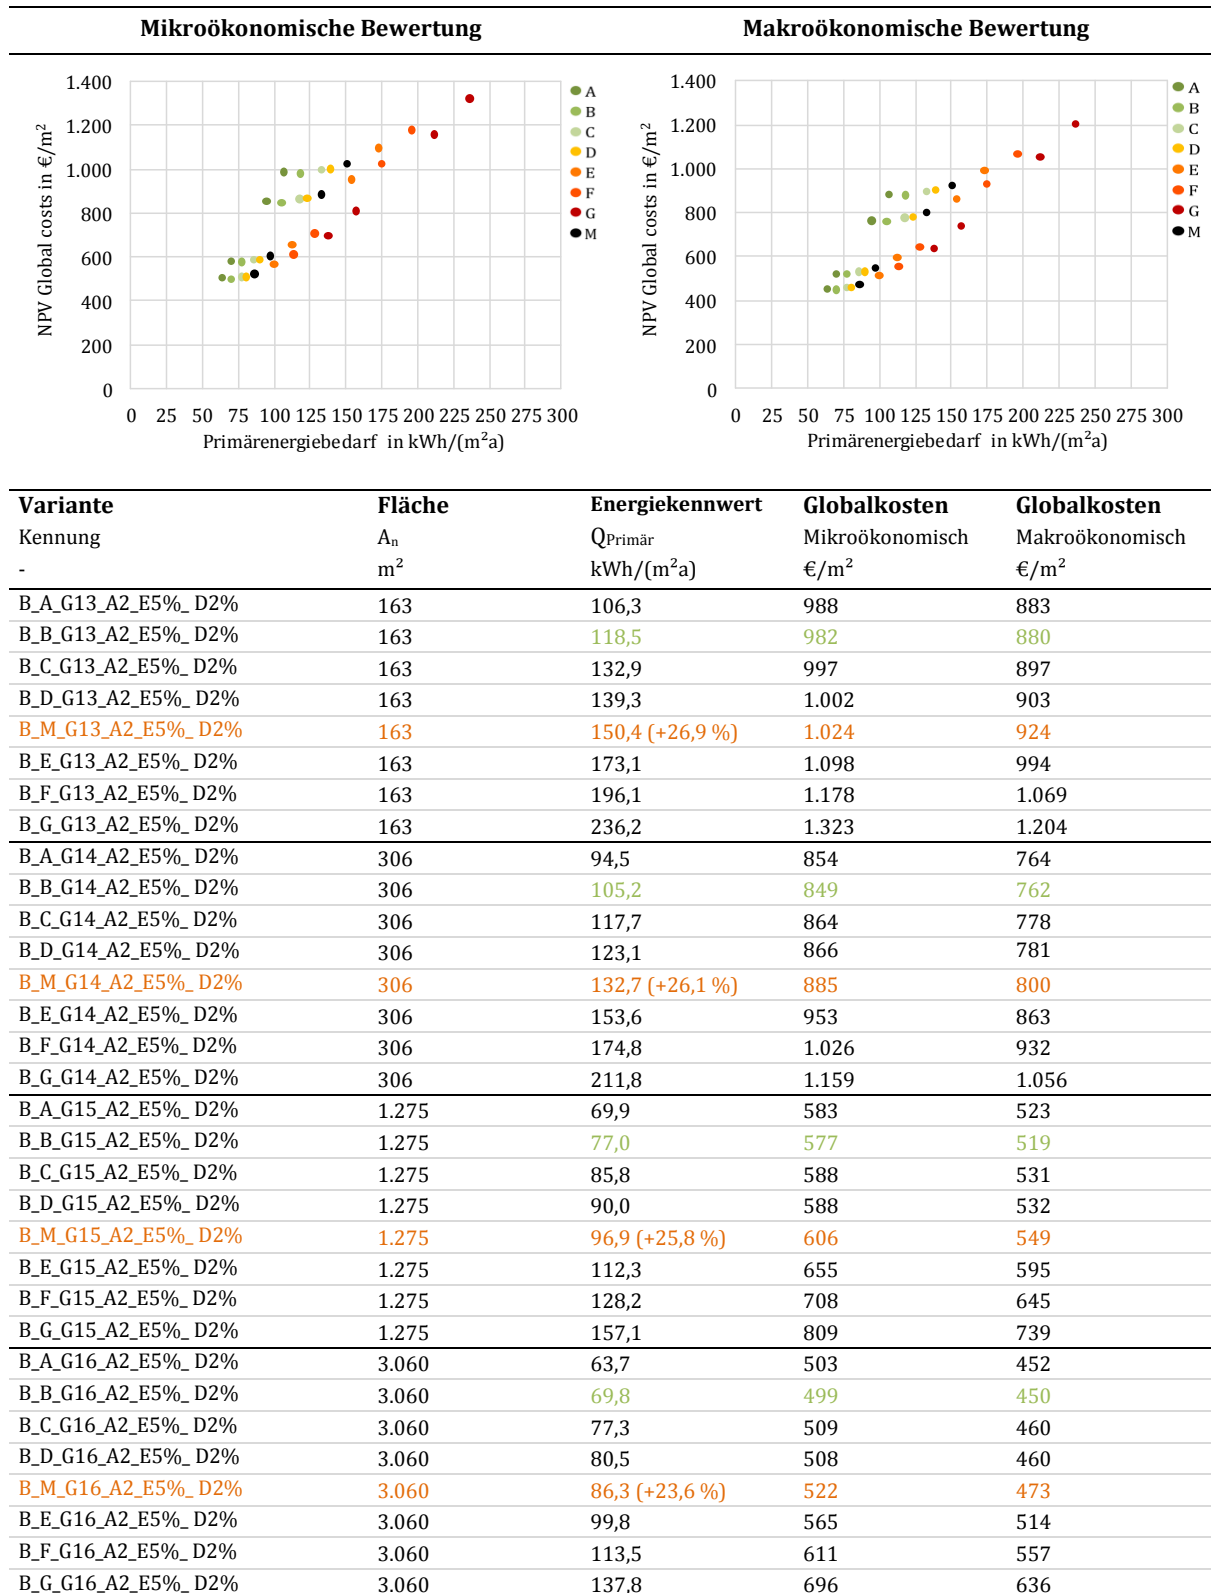 Mikroökonomische Bewertung Makroökonomische Bewertung
1.400
1.200
1.000
800
600
400
200
0
0 25 50 75 100 125 150 175 200 225 250 275 300
NPV Global costs in €/m²
Primärenergiebedarf in kWh/(m²a)
A
B
C
D
E
F
G
M
1.400
1.200
1.000
800
600
400
200
0
0 25 50 75 100 125 150 175 200 225 250 275 300
NPV Global costs in €/m²
Primärenergiebedarf in kWh/(m²a)
A
B
C
D
E
F
G
M
Variante Fläche Energiekennwert Globalkosten Globalkosten
Kennung An QPrimär Mikroökonomisch Makroökonomisch
- m² kWh/(m²a) €/m² €/m²
B_A_G13_A2_E5%_ D2% 163 106,3 988 883
B_B_G13_A2_E5%_ D2% 163 118,5 982 880
B_C_G13_A2_E5%_ D2% 163 132,9 997 897
B_D_G13_A2_E5%_ D2% 163 139,3 1.002 903
B_M_G13_A2_E5%_ D2% 163 150,4 (+26,9 %) 1.024 924
B_E_G13_A2_E5%_ D2% 163 173,1 1.098 994
B_F_G13_A2_E5%_ D2% 163 196,1 1.178 1.069
B_G_G13_A2_E5%_ D2% 163 236,2 1.323 1.204
B_A_G14_A2_E5%_ D2% 306 94,5 854 764
B_B_G14_A2_E5%_ D2% 306 105,2 849 762
B_C_G14_A2_E5%_ D2% 306 117,7 864 778
B_D_G14_A2_E5%_ D2% 306 123,1 866 781
B_M_G14_A2_E5%_ D2% 306 132,7 (+26,1 %) 885 800
B_E_G14_A2_E5%_ D2% 306 153,6 953 863
B_F_G14_A2_E5%_ D2% 306 174,8 1.026 932
B_G_G14_A2_E5%_ D2% 306 211,8 1.159 1.056
B_A_G15_A2_E5%_ D2% 1.275 69,9 583 523
B_B_G15_A2_E5%_ D2% 1.275 77,0 577 519
B_C_G15_A2_E5%_ D2% 1.275 85,8 588 531
B_D_G15_A2_E5%_ D2% 1.275 90,0 588 532
B_M_G15_A2_E5%_ D2% 1.275 96,9 (+25,8 %) 606 549
B_E_G15_A2_E5%_ D2% 1.275 112,3 655 595
B_F_G15_A2_E5%_ D2% 1.275 128,2 708 645
B_G_G15_A2_E5%_ D2% 1.275 157,1 809 739
B_A_G16_A2_E5%_ D2% 3.060 63,7 503 452
B_B_G16_A2_E5%_ D2% 3.060 69,8 499 450
B_C_G16_A2_E5%_ D2% 3.060 77,3 509 460
B_D_G16_A2_E5%_ D2% 3.060 80,5 508 460
B_M_G16_A2_E5%_ D2% 3.060 86,3 (+23,6 %) 522 473
B_E_G16_A2_E5%_ D2% 3.060 99,8 565 514
B_F_G16_A2_E5%_ D2% 3.060 113,5 611 557
B_G_G16_A2_E5%_ D2% 3.060 137,8 696 636